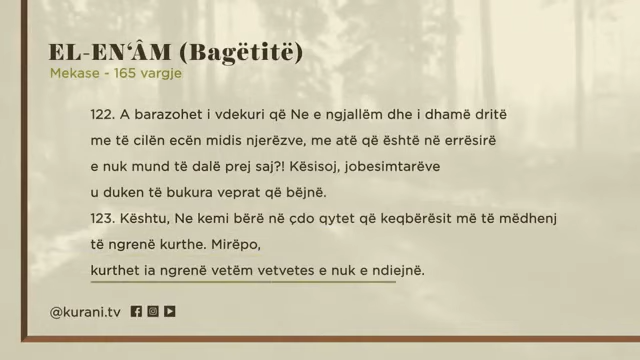 EL-EN‘ÂM (Bagëtitë)
Mekase - 165 vargje
122. A barazohet i vdekuri që Ne e ngjallëm dhe i dhamë dritë
me të cilën ecën midis njerëzve, me atë që është në errësirë
e nuk mund të dalë prej saj?! Kësisoj, jobesimtarëve
u duken të bukura veprat që bëjnë.
123. Kështu, Ne kemi bërë në çdo qytet që keqbërësit më të mëdhenj
të ngrenë kurthe. Mirëpo,
kurthet ia ngrenë vetëm vetvetes e nuk e ndiejnë.
@kurani.tv